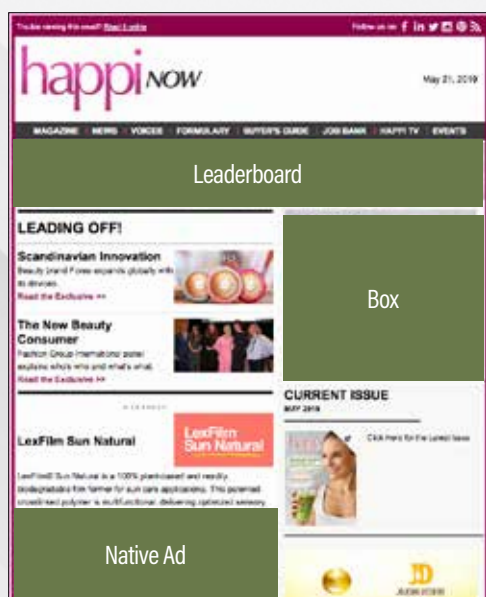 Trouble viewing this email? Read it online
Follow us on
happi NOW
May 21, 2019
MAGAZINE NEWS VOICES FORMULARY BUYER'S GUIDE JOB BANK HAPPI TV EVENTS
Leaderboard
LEADING OFF!
Scandinavian Innovation
Beauty brand Foreo expands globally with
its devices.
Read the Exclusive >>
Box
The New Beauty
Consumer
Fashion Group International panel
explains who's who and what's what.
Read the Exclusive >>
CURRENT ISSUE
MAY 2019
Click Here for the Latest Issue
happi
LexFilm Sun Natural
LexFilm
Sun Natural
LexFilm® Sun Natural is a 100% plant-based and readily
biodegradable film former for sun care applications. This patented
crosslinked polymer is multifunctional, delivering optimized sensory,
Native Ad